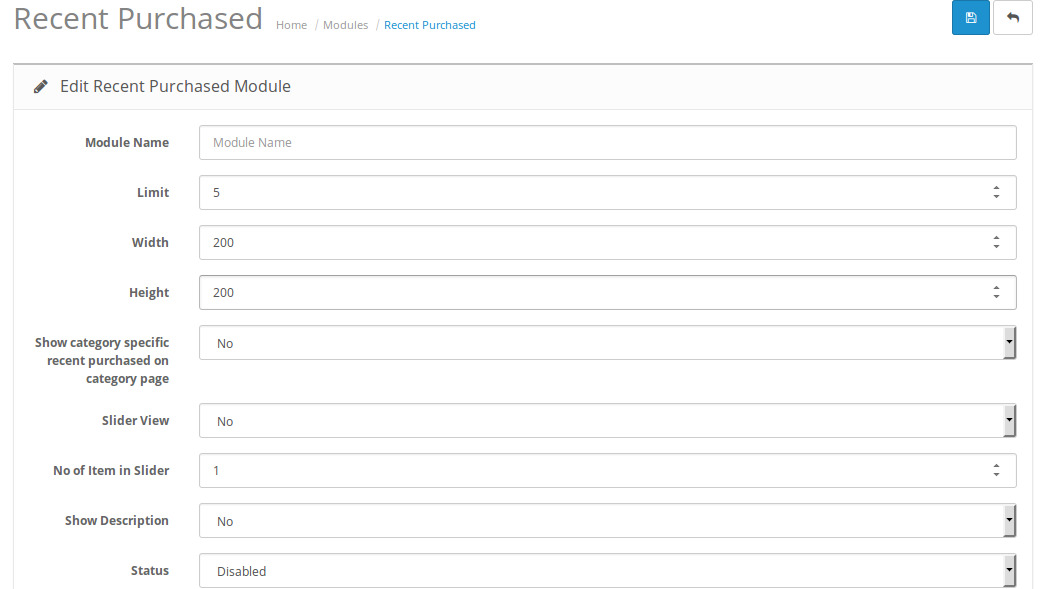 Recent Purchased Home / Modules / Recent Purchased
Edit Recent Purchased Module
Module Name Module Name
Limit 5
Width 200
Height 200
Show category specific
recent purchased on
category page
No
Slider View No
No of Item in Slider 1
Show Description No
Status Disabled